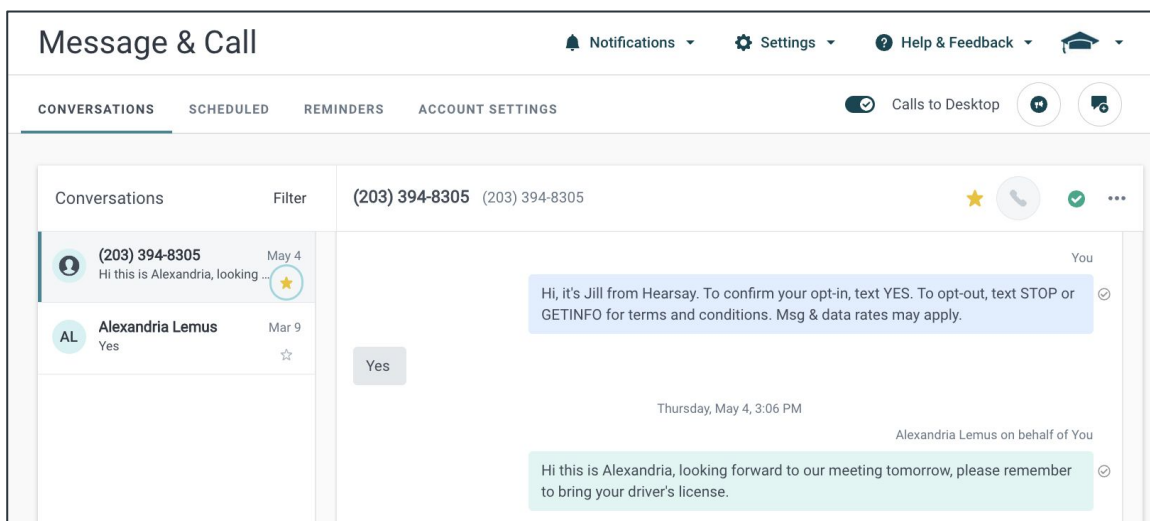 Message & Call
Notifications
Settings
Help & Feedback
CONVERSATIONS
SCHEDULED
REMINDERS
ACCOUNT SETTINGS
Calls to Desktop
Conversations
Filter
(203) 394-8305
May 4
Hi this is Alexandria, looking ...
AL
Alexandria Lemus
Mar 9
Yes
(203) 394-8305 (203) 394-8305
You
Hi, it's Jill from Hearsay. To confirm your opt-in, text YES. To opt-out, text STOP or
GETINFO for terms and conditions. Msg & data rates may apply.
Yes
Thursday, May 4, 3:06 PM
Alexandria Lemus on behalf of You
Hi this is Alexandria, looking forward to our meeting tomorrow, please remember
to bring your driver's license.